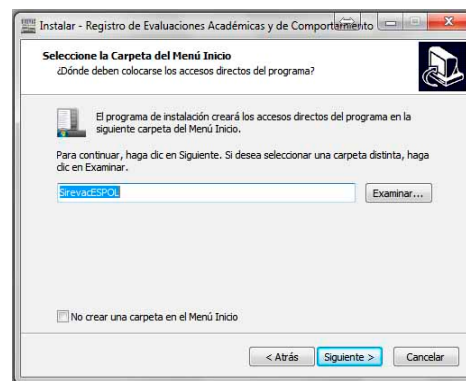 Instalar - Registro de Evaluaciones Académicas y de Comportamiento
Seleccione la Carpeta del Menú Inicio
¿Dónde deben colocarse los accesos directos del programa?
El programa de instalación creará los accesos directos del programa en la
siguiente carpeta del Menú Inicio.
Para continuar, haga clic en Siguiente. Si desea seleccionar una carpeta distinta, haga
clic en Examinar.
SirevacESPOL
Examinar...
No crear una carpeta en el Menú Inicio
< Atrás
Siguiente >
Cancelar